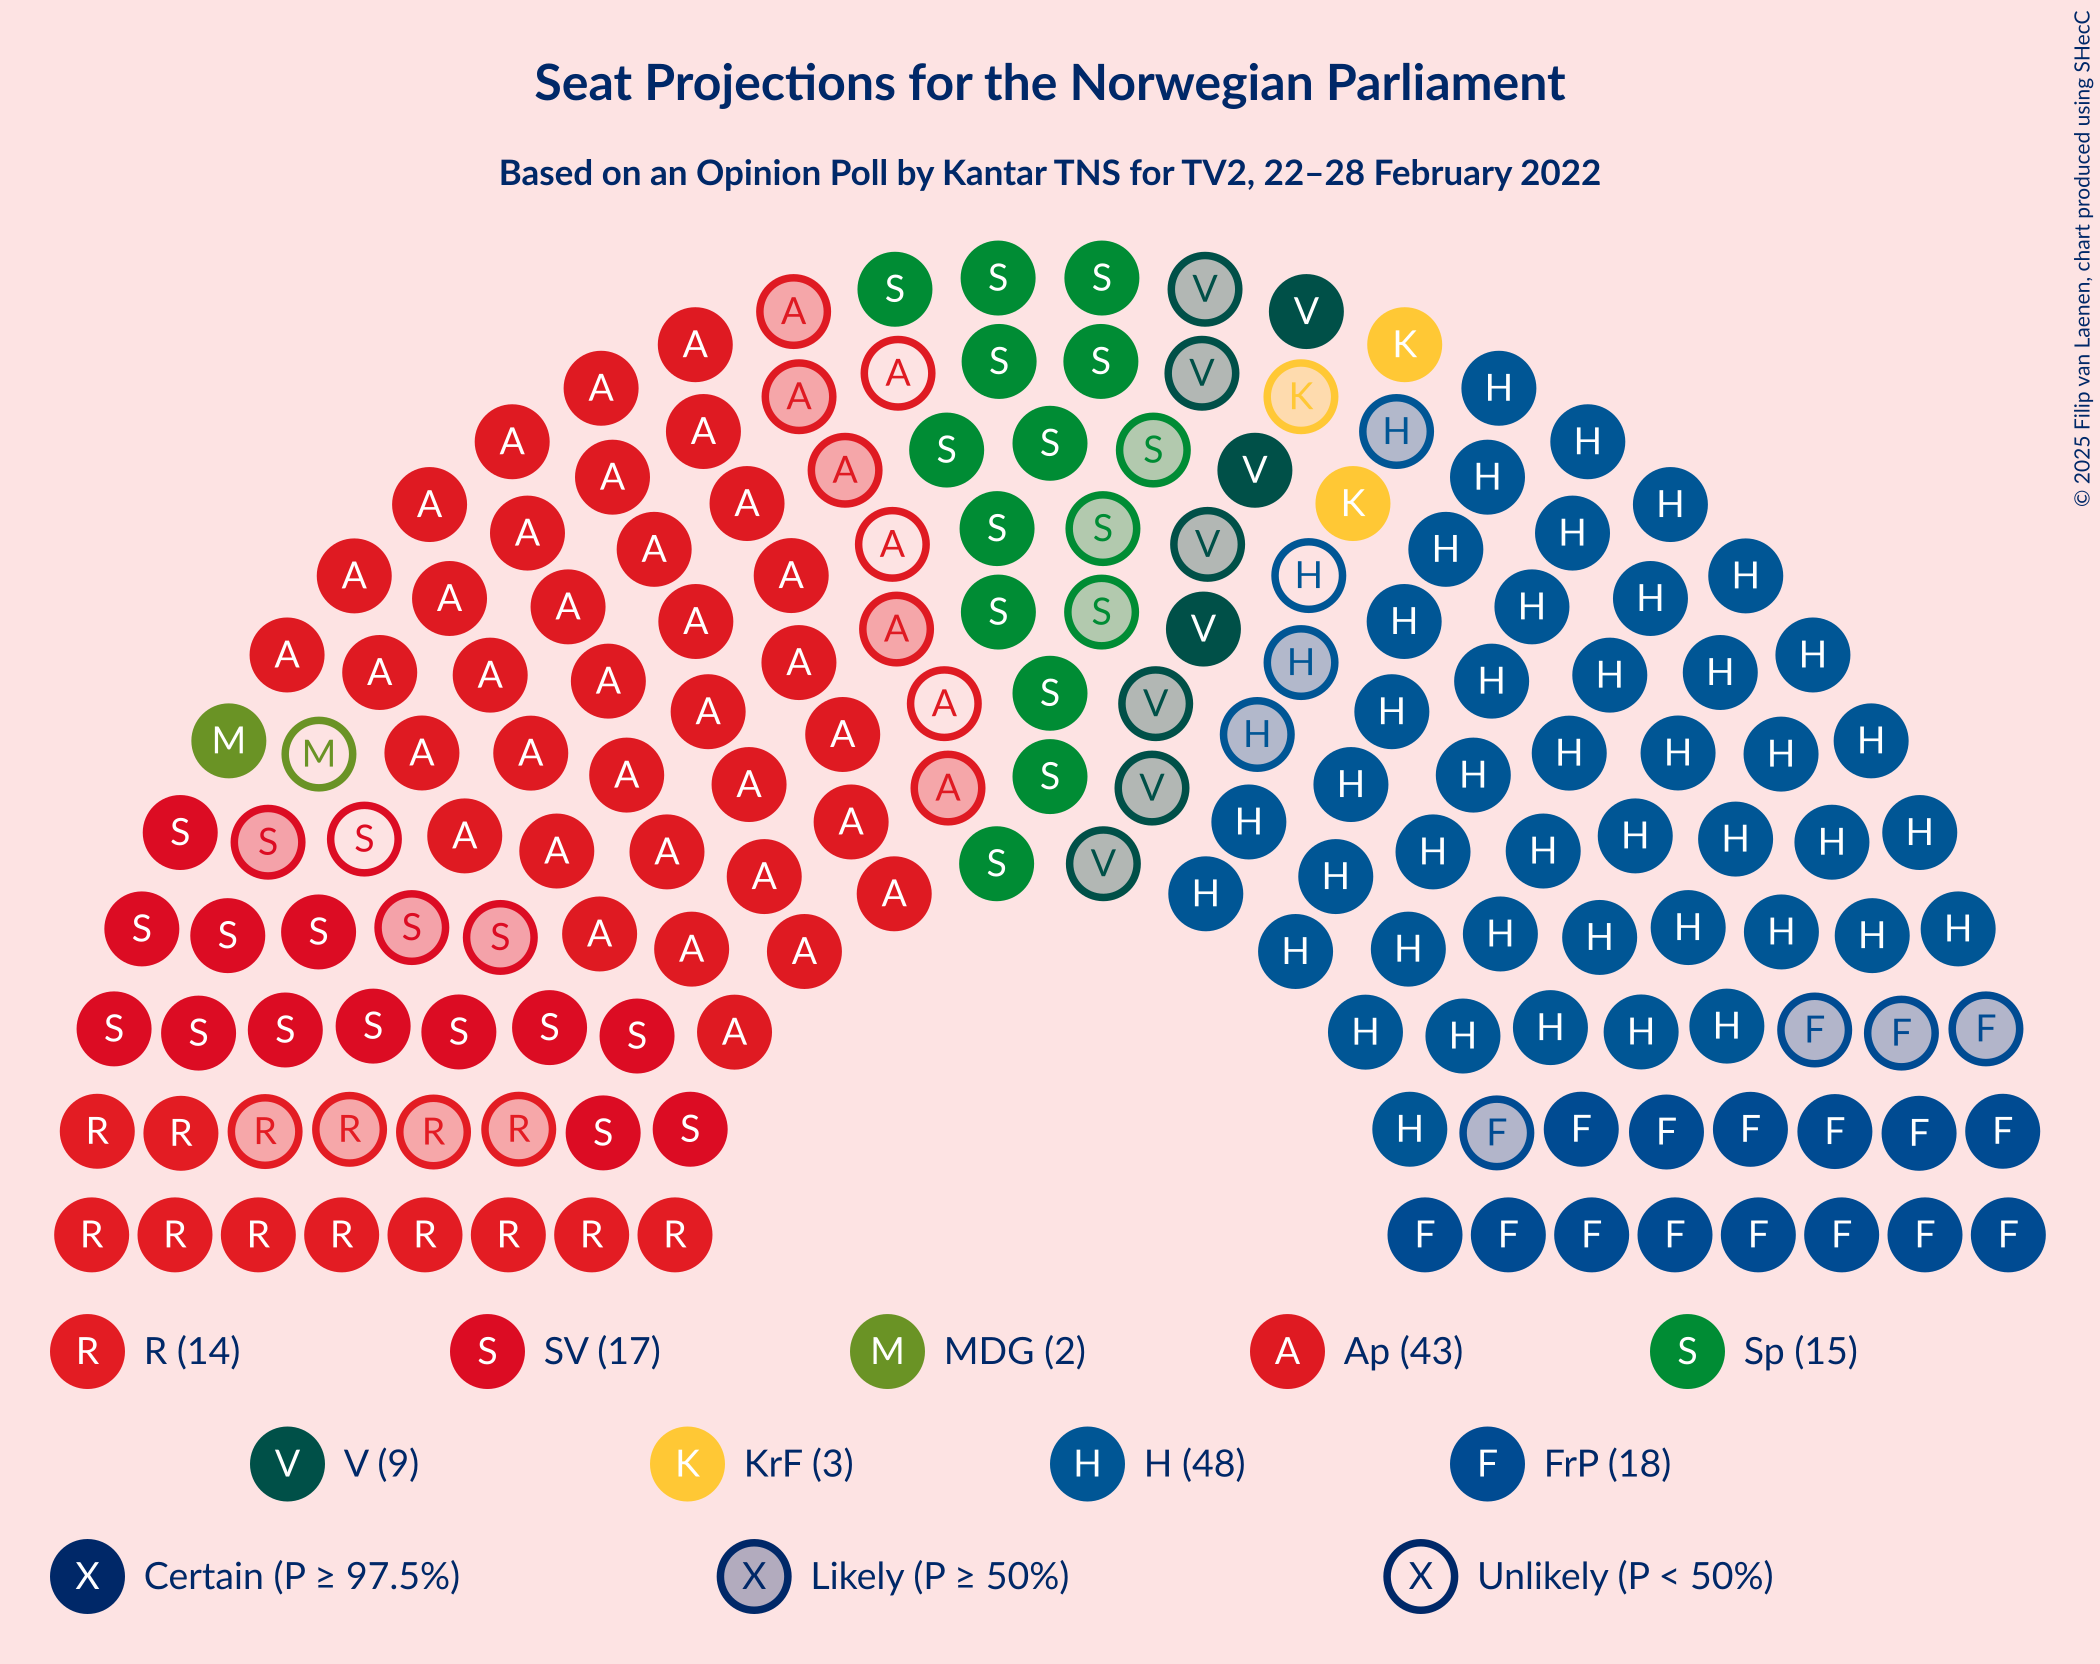 © 2025 Filip van Laenen, chart produced using SHecC
Seat Projections for the Norwegian Parliament
Based on an Opinion Poll by Kantar TNS for TV2, 22–28 February 2022
S S S V
A V
A K
A S S V
A A K H
A A S S S H H
A A V H
A A K H
A A A S S V H H
A A H H
A A A A S S V H H H
A A A A A S H H H H H
A A V H
M M A A A H H H H H
A A A S V H H
S S S A A A A H H H H H H H
A A S V H H
S S S S S A A A H H H H H H H H
S S S S S S S A H H H H H F F F
R R R R R R S S H F F F F F F F
R R R R R R R R F F F F F F F F
R R (14) S SV (17) M MDG (2) A Ap (43) S Sp (15)
V V (9) K KrF (3) H H (48) F FrP (18)
X Certain (P ≥ 97.5%) X Likely (P ≥ 50%) X Unlikely (P < 50%)